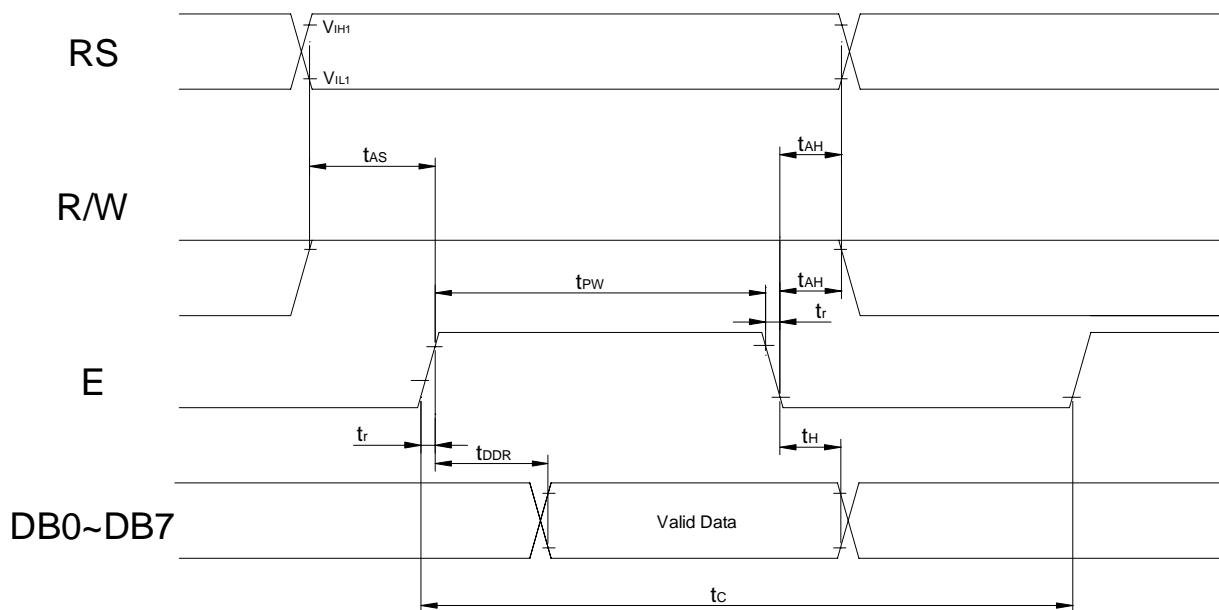 RS
VIH1
VIL1
tAS
tAH
R/W
tPW
tAH
tr
E
tr
tDDR
tH
DB0~DB7
Valid Data
tC